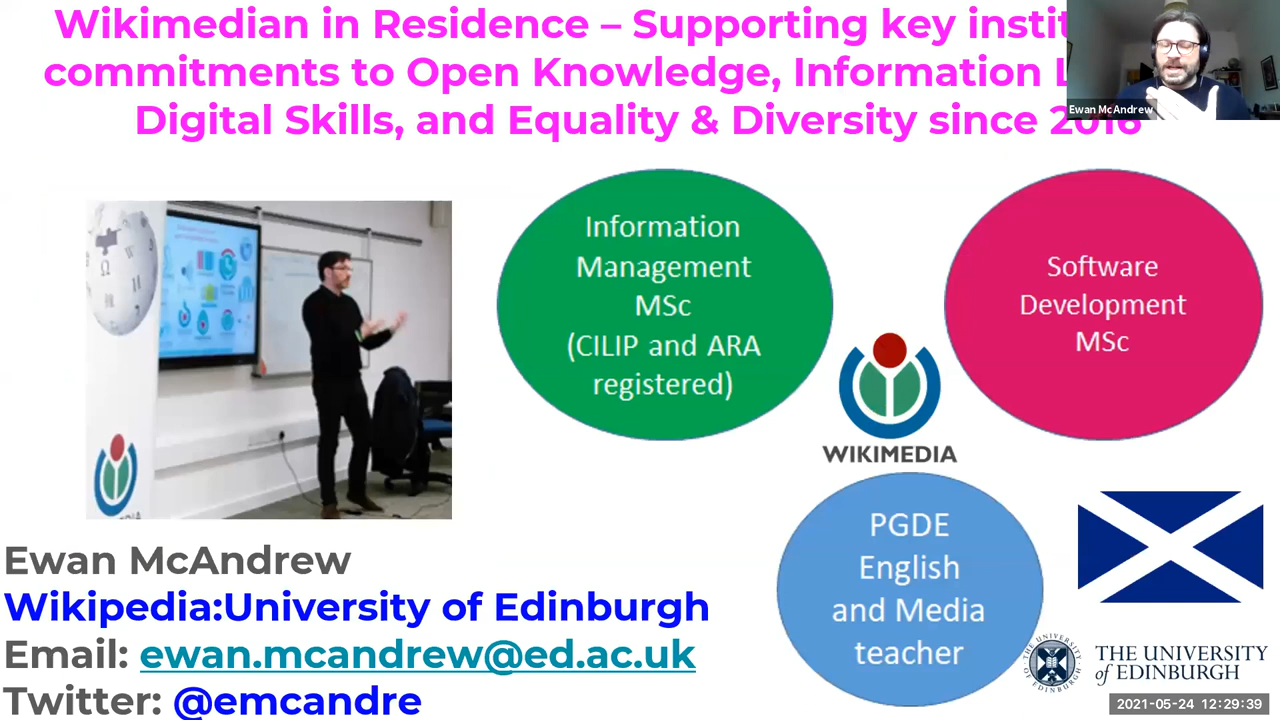 Wikimedian in Residence – Supporting key instit
commitments to Open Knowledge, Information L
Digital Skills, and Equality & Diversity since 2016
Ewan McAndrew
Information
Management
MSc
(CILIP and ARA
registered)
Software
Development
MSc
WIKIMEDIA
PGDE
English
and Media
teacher
Ewan McAndrew
Wikipedia:University of Edinburgh
Email: ewan.mcandrew@ed.ac.uk
Twitter: @emcandre
THE UNIVERSITY
of EDINBURGH
2021-05-24 12:29:39